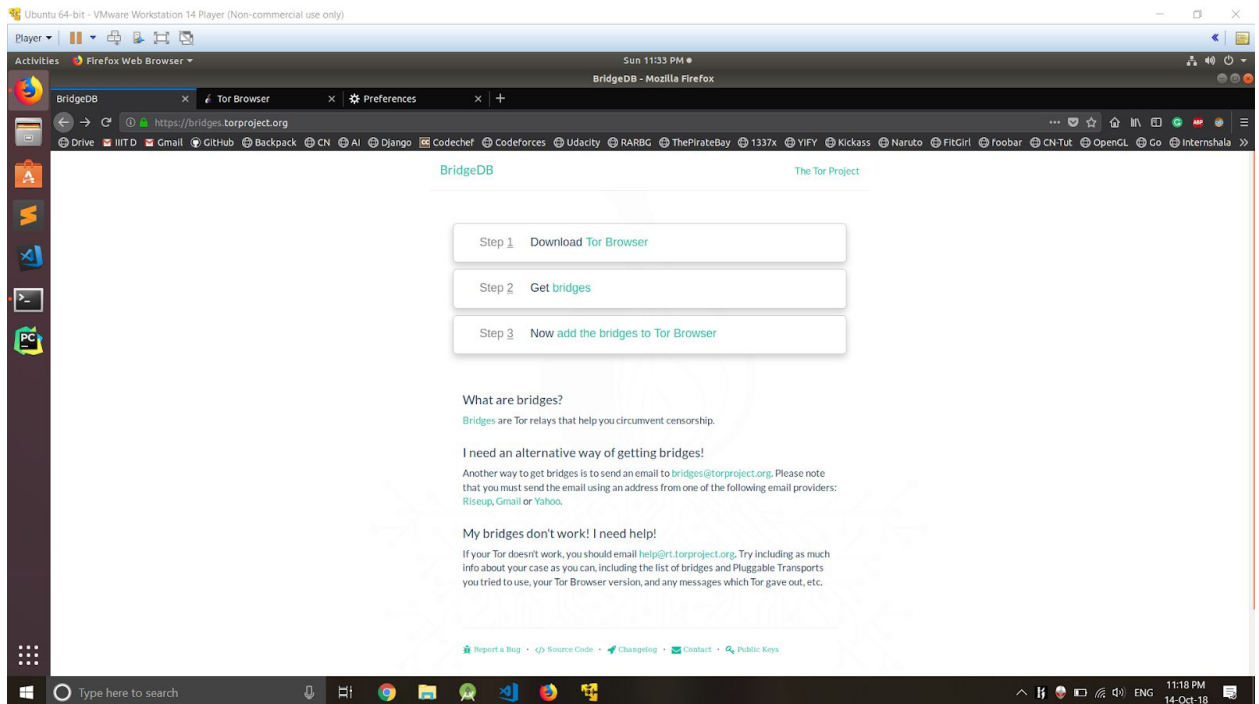 Ubuntu 64-bit - VMware Workstation 14 Player (Non-commercial use only)
Player
Activities Firefox Web Browser Sun 11:33 PM
BridgeDB - Mozilla Firefox
BridgeDB Tor Browser Preferences
https://bridges.torproject.org
Drive IIIT D Gmail GitHub Backpack CN AI Django Codechef Codeforces Udacity RARBG ThePirateBay 1337x YIFY Kickass Naruto FitGirl foobar CN-Tut OpenGL Go Internshala
BridgeDB The Tor Project
Step 1 Download Tor Browser
Step 2 Get bridges
Step 3 Now add the bridges to Tor Browser
What are bridges?
Bridges are Tor relays that help you circumvent censorship.
I need an alternative way of getting bridges!
Another way to get bridges is to send an email to bridges@torproject.org. Please note
that you must send the email using an address from one of the following email providers:
Riseup, Gmail or Yahoo.
My bridges don't work! I need help!
If your Tor doesn't work, you should email help@rt.torproject.org. Try including as much
info about your case as you can, including the list of bridges and Pluggable Transports
you tried to use, your Tor Browser version, and any messages which Tor gave out, etc.
Report a Bug Source Code Changelog Contact Public Keys
Type here to search ENG 11:18 PM
14-Oct-18